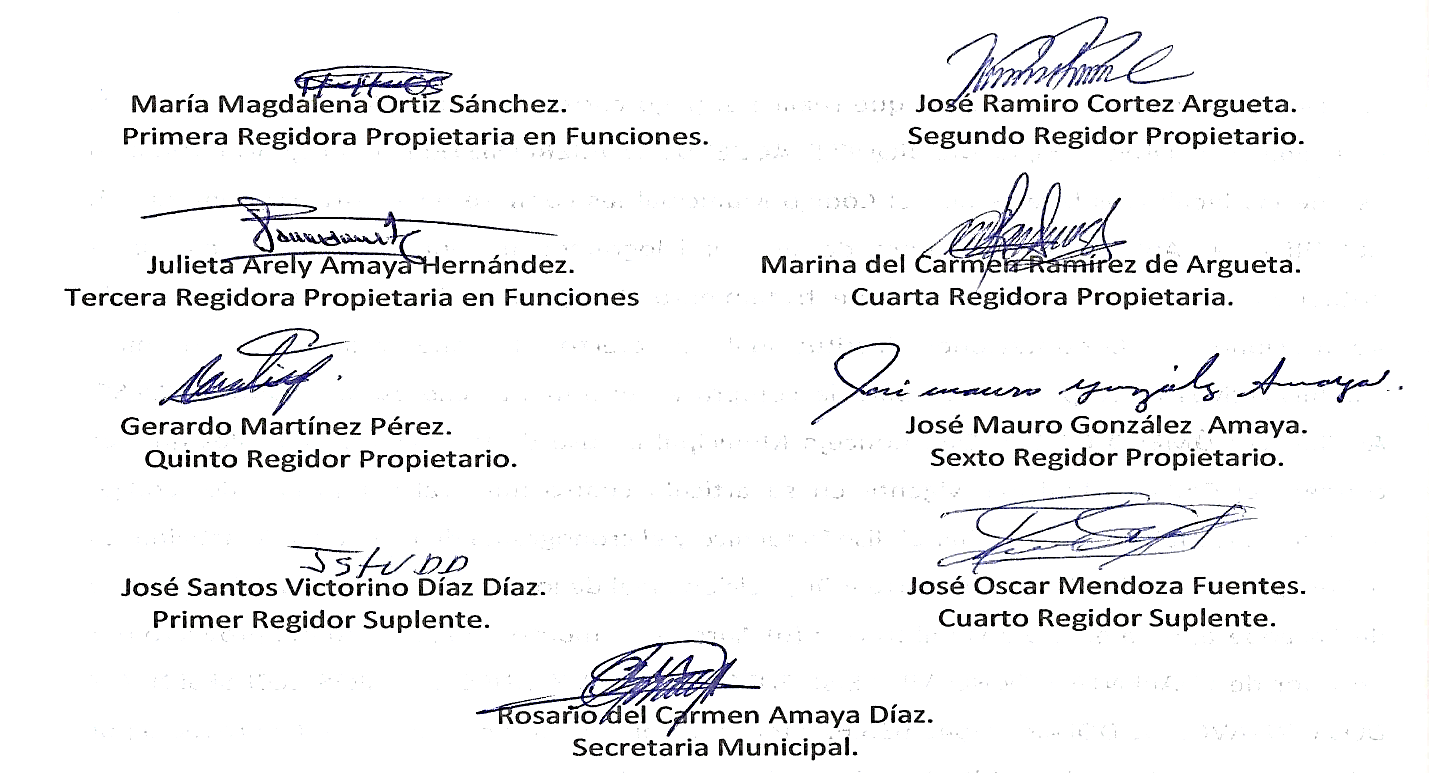 María Magdalena Ortiz Sánchez.
Primera Regidora Propietaria en Funciones.
José Ramiro Cortez Argueta.
Segundo Regidor Propietario.
Julieta Arely Amaya Hernández.
Tercera Regidora Propietaria en Funciones
Marina del Carmen Ramírez de Argueta.
Cuarta Regidora Propietaria.
Gerardo Martínez Pérez.
Quinto Regidor Propietario.
José mauro González Amaya.
José Mauro González Amaya.
Sexto Regidor Propietario.
José Santos Victorino Díaz Díaz.
Primer Regidor Suplente.
José Oscar Mendoza Fuentes.
Cuarto Regidor Suplente.
Rosario del Carmen Amaya Díaz.
Secretaria Municipal.